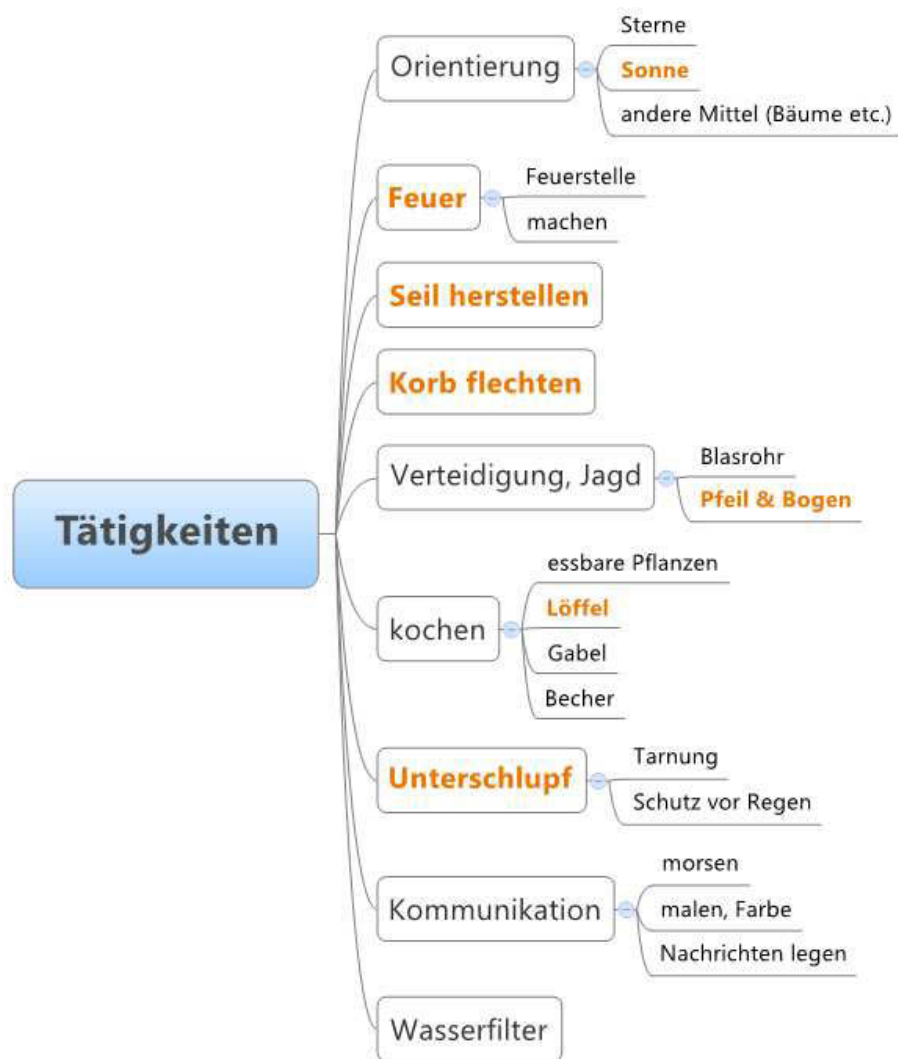 Tätigkeiten
Orientierung
Sterne
Sonne
andere Mittel (Bäume etc.)
Feuer
Feuerstelle
machen
Seil herstellen
Korb flechten
Verteidigung, Jagd
Blasrohr
Pfeil & Bogen
kochen
essbare Pflanzen
Löffel
Gabel
Becher
Unterschlupf
Tarnung
Schutz vor Regen
Kommunikation
morsen
malen, Farbe
Nachrichten legen
Wasserfilter